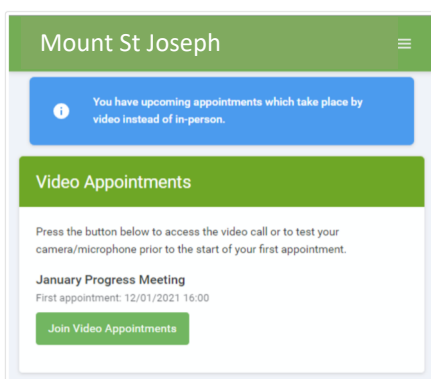 Mount St Joseph
You have upcoming appointments which take place by
video instead of in-person.
Video Appointments
Press the button below to access the video call or to test your
camera/microphone prior to the start of your first appointment.
January Progress Meeting
First appointment: 12/01/2021 16:00
Join Video Appointments